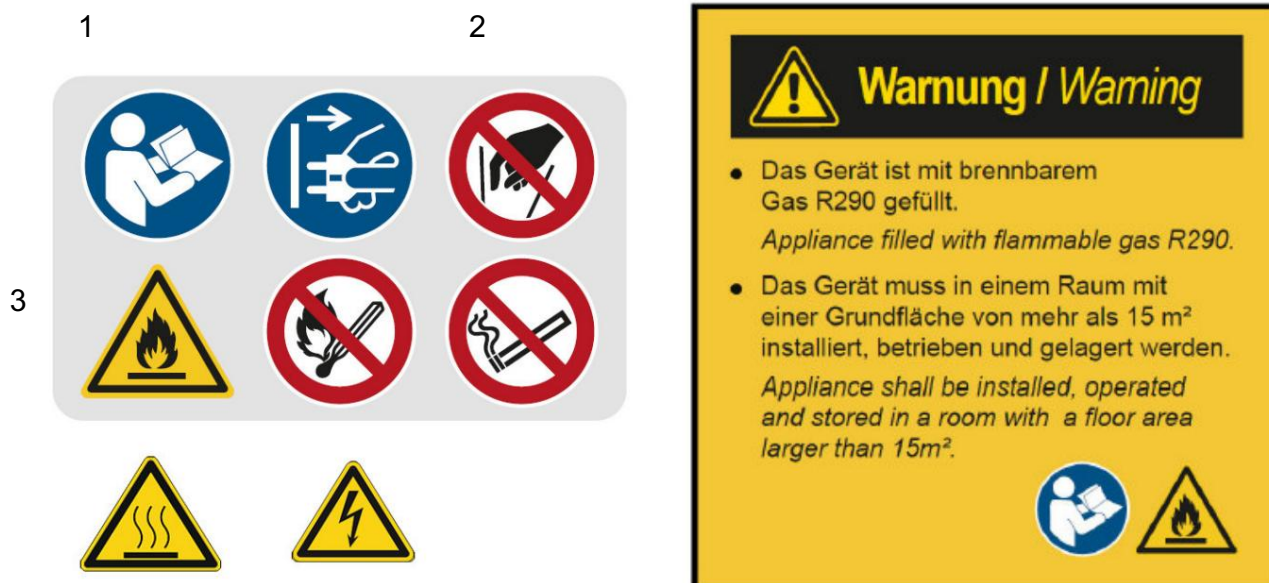 1
2
3
Warnung / Warning
• Das Gerät ist mit brennbarem
Gas R290 gefüllt.
Appliance filled with flammable gas R290.
• Das Gerät muss in einem Raum mit
einer Grundfläche von mehr als 15 m²
installiert, betrieben und gelagert werden.
Appliance shall be installed, operated
and stored in a room with a floor area
larger than 15m².